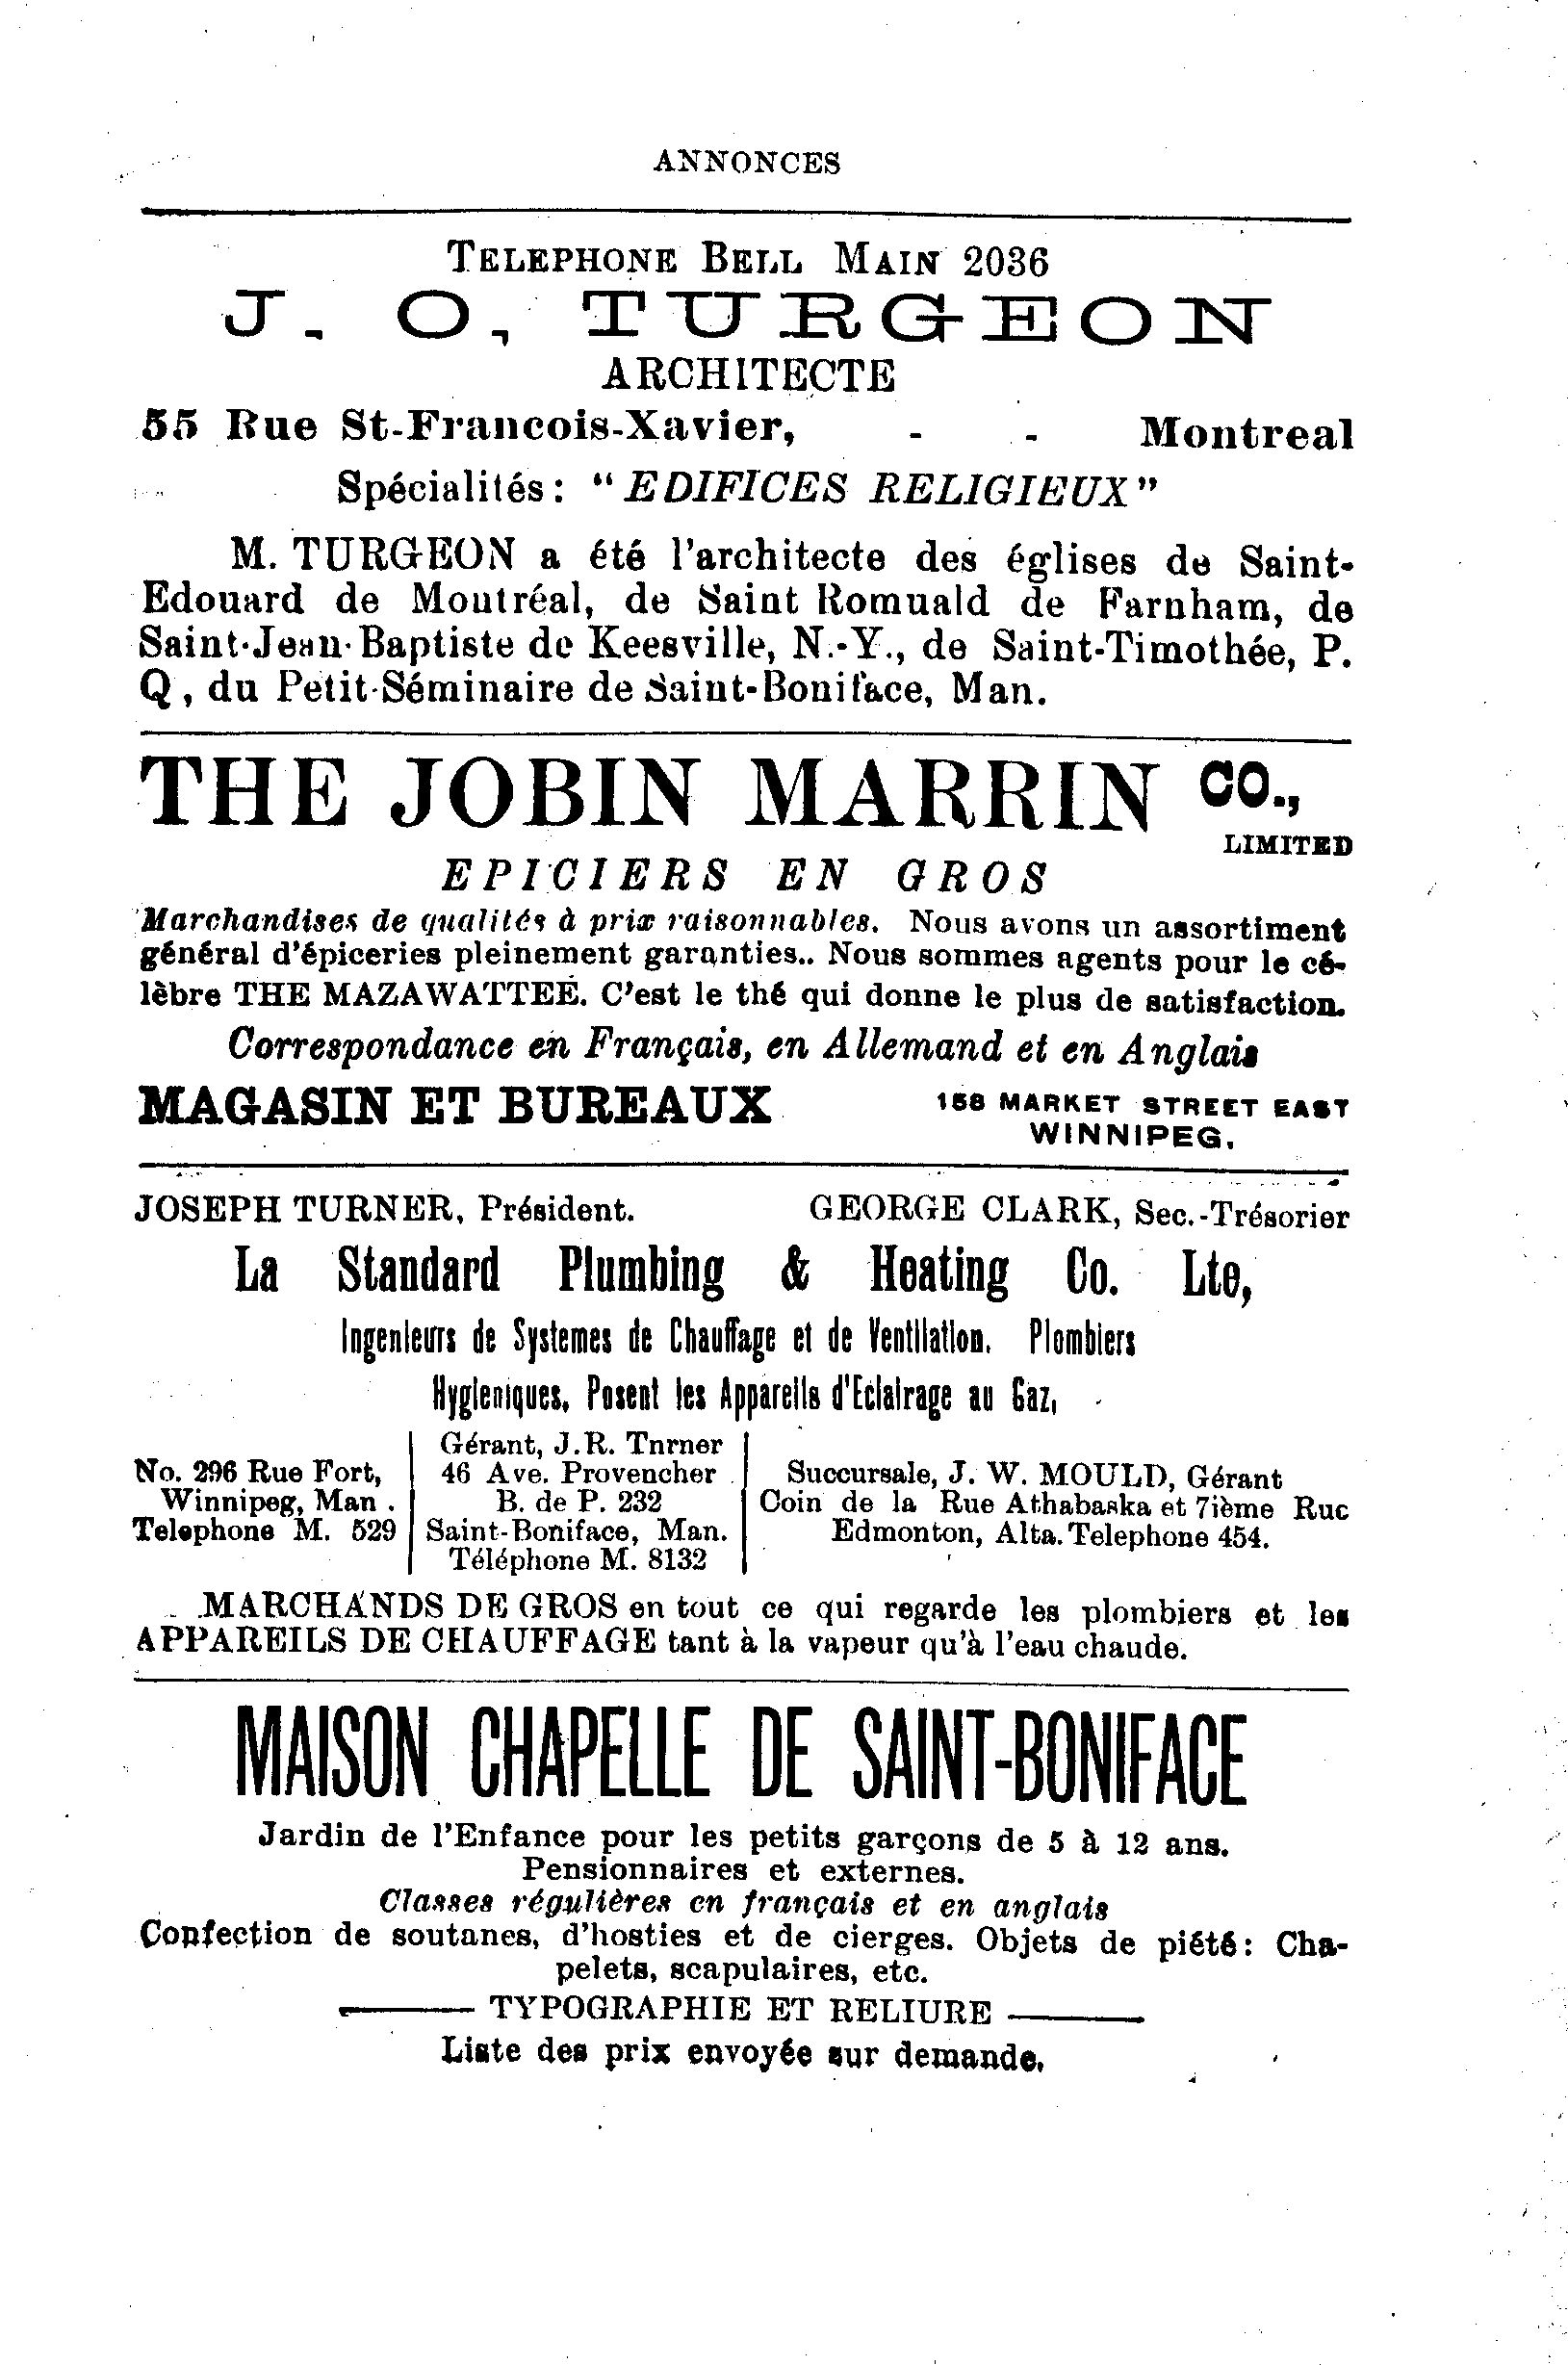 ANNONCES
TELEPHONE BELL MAIN 2036
J. O, TURGEON
ARCHITECTE
55 Rue St-Francois-Xavier, - - Montreal
Spécialités: "EDIFICES RELIGIEUX"
M. TURGEON a été l'architecte des églises de Saint-
Edouard de Montréal, de Saint Romuald de Farnham, de
Saint-Jean-Baptiste de Keesville, N.-Y., de Saint-Timothée, P.
Q, du Petit-Séminaire de Saint-Boniface, Man.
THE JOBIN MARRIN CO.,
LIMITED
EPICIERS EN GROS
Marchandises de qualités à prix raisonnables. Nous avons un assortiment
général d'épiceries pleinement garanties.. Nous sommes agents pour le cé-
lèbre THE MAZAWATTEE. C'est le thé qui donne le plus de satisfaction.
Correspondance en Français, en Allemand et en Anglais
MAGASIN ET BUREAUX 158 MARKET STREET EAST
WINNIPEG.
JOSEPH TURNER, Président. GEORGE CLARK, Sec.-Trésorier
La Standard Plumbing & Heating Co. Lte,
Ingenieurs de Systemes de Chauffage et de Ventilation. Plombiers
Hygieniques, Posent les Appareils d'Eclairage au Gaz,
No. 296 Rue Fort,
Winnipeg, Man.
Telephone M. 529
Gérant, J.R. Tnrner
46 Ave. Provencher
B. de P. 232
Saint-Boniface, Man.
Téléphone M. 8132
Succursale, J. W. MOULD, Gérant
Coin de la Rue Athabaska et 7ième Rue
Edmonton, Alta. Telephone 454.
MARCHANDS DE GROS en tout ce qui regarde les plombiers et les
APPAREILS DE CHAUFFAGE tant à la vapeur qu'à l'eau chaude.
MAISON CHAPELLE DE SAINT-BONIFACE
Jardin de l'Enfance pour les petits garçons de 5 à 12 ans.
Pensionnaires et externes.
Classes régulières en français et en anglais
Confection de soutanes, d'hosties et de cierges. Objets de piété: Cha-
pelets, scapulaires, etc.
TYPOGRAPHIE ET RELIURE
Liste des prix envoyée sur demande.